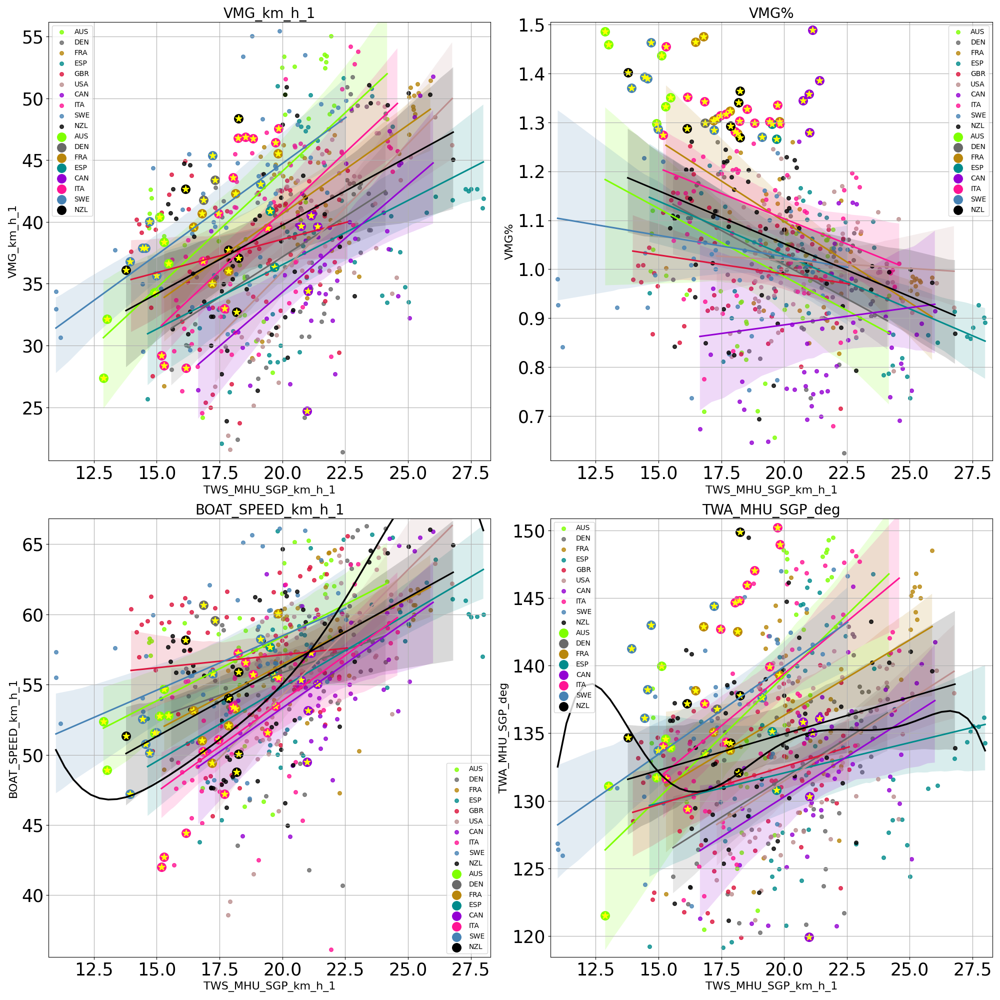 VMG_km_h_1
VMG_km_h_1
55
50
45
40
35
30
25
AUS
DEN
FRA
ESP
GBR
USA
CAN
ITA
SWE
NZL
AUS
DEN
FRA
ESP
CAN
ITA
SWE
NZL
12.5 15.0 17.5 20.0 22.5 25.0 27.5
TWS_MHU_SGP_km_h_1
VMG%
VMG%
1.5
1.4
1.3
1.2
1.1
1.0
0.9
0.8
0.7
AUS
DEN
FRA
ESP
GBR
USA
CAN
ITA
SWE
NZL
AUS
DEN
FRA
ESP
CAN
ITA
SWE
NZL
12.5 15.0 17.5 20.0 22.5 25.0 27.5
TWS_MHU_SGP_km_h_1
BOAT_SPEED_km_h_1
BOAT_SPEED_km_h_1
65
60
55
50
45
40
AUS
DEN
FRA
ESP
GBR
USA
CAN
ITA
SWE
NZL
AUS
DEN
FRA
ESP
CAN
ITA
SWE
NZL
12.5 15.0 17.5 20.0 22.5 25.0 27.5
TWS_MHU_SGP_km_h_1
TWA_MHU_SGP_deg
TWA_MHU_SGP_deg
150
145
140
135
130
125
120
AUS
DEN
FRA
ESP
GBR
USA
CAN
ITA
SWE
NZL
AUS
DEN
FRA
ESP
CAN
ITA
SWE
NZL
12.5 15.0 17.5 20.0 22.5 25.0 27.5
TWS_MHU_SGP_km_h_1